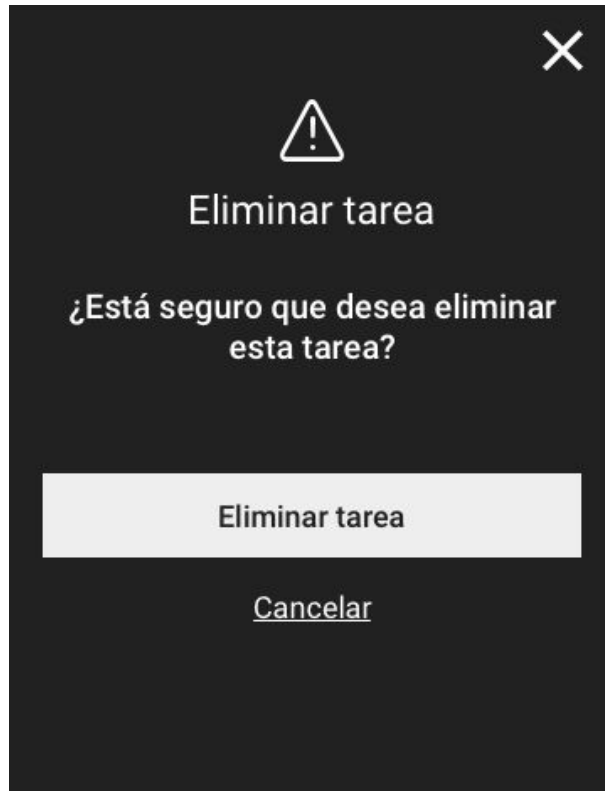 Eliminar tarea
¿Está seguro que desea eliminar
esta tarea?
Eliminar tarea
Cancelar